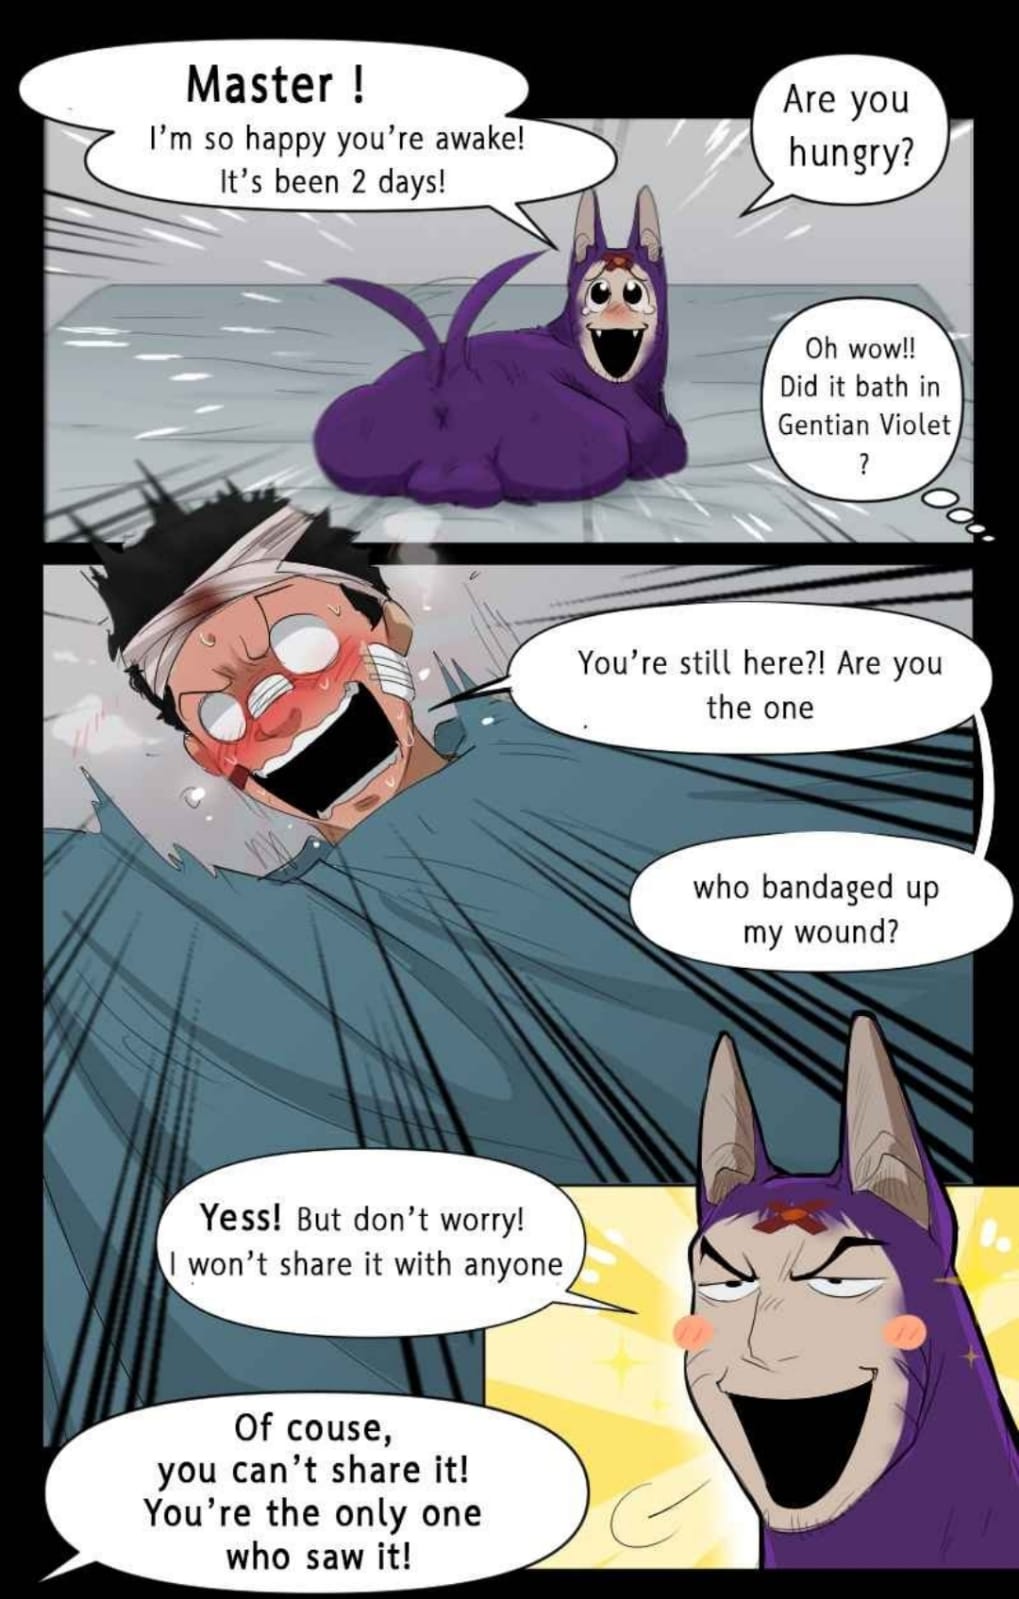 Master !
I'm so happy you're awake!
It's been 2 days!
Are you
hungry?
Oh wow!!
Did it bath in
Gentian Violet
?
You're still here?! Are you
the one
who bandaged up
my wound?
Yess! But don't worry!
I won't share it with anyone
Of couse,
you can't share it!
You're the only one
who saw it!